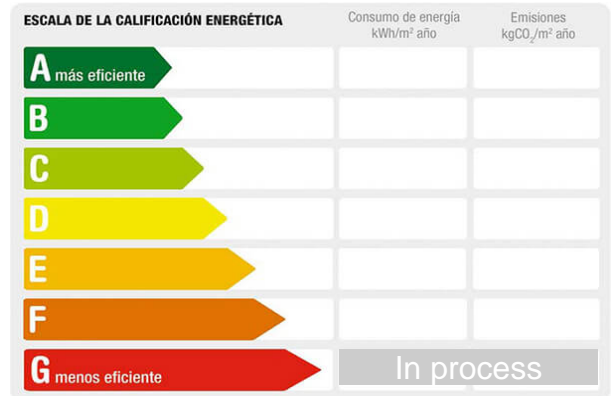 ESCALA DE LA CALIFICACIÓN ENERGÉTICA
Consumo de energía
kWh/m² año
Emisiones
kgCO₂/m² año
A más eficiente
B
C
D
E
F
G menos eficiente
In process